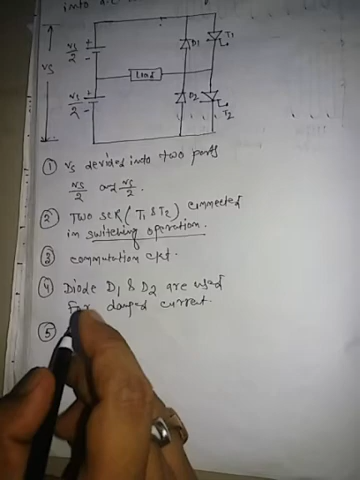 into
Vs/2
D1
T1
Vs
Load
Vs/2
D2
T2
① Vs devided into two parts
Vs/2 and Vs/2.
② TWO SCR (T1 & T2) connected
in switching operation.
③ commutation ckt.
④ Diode D1 & D2 are used
For damped current.
⑤